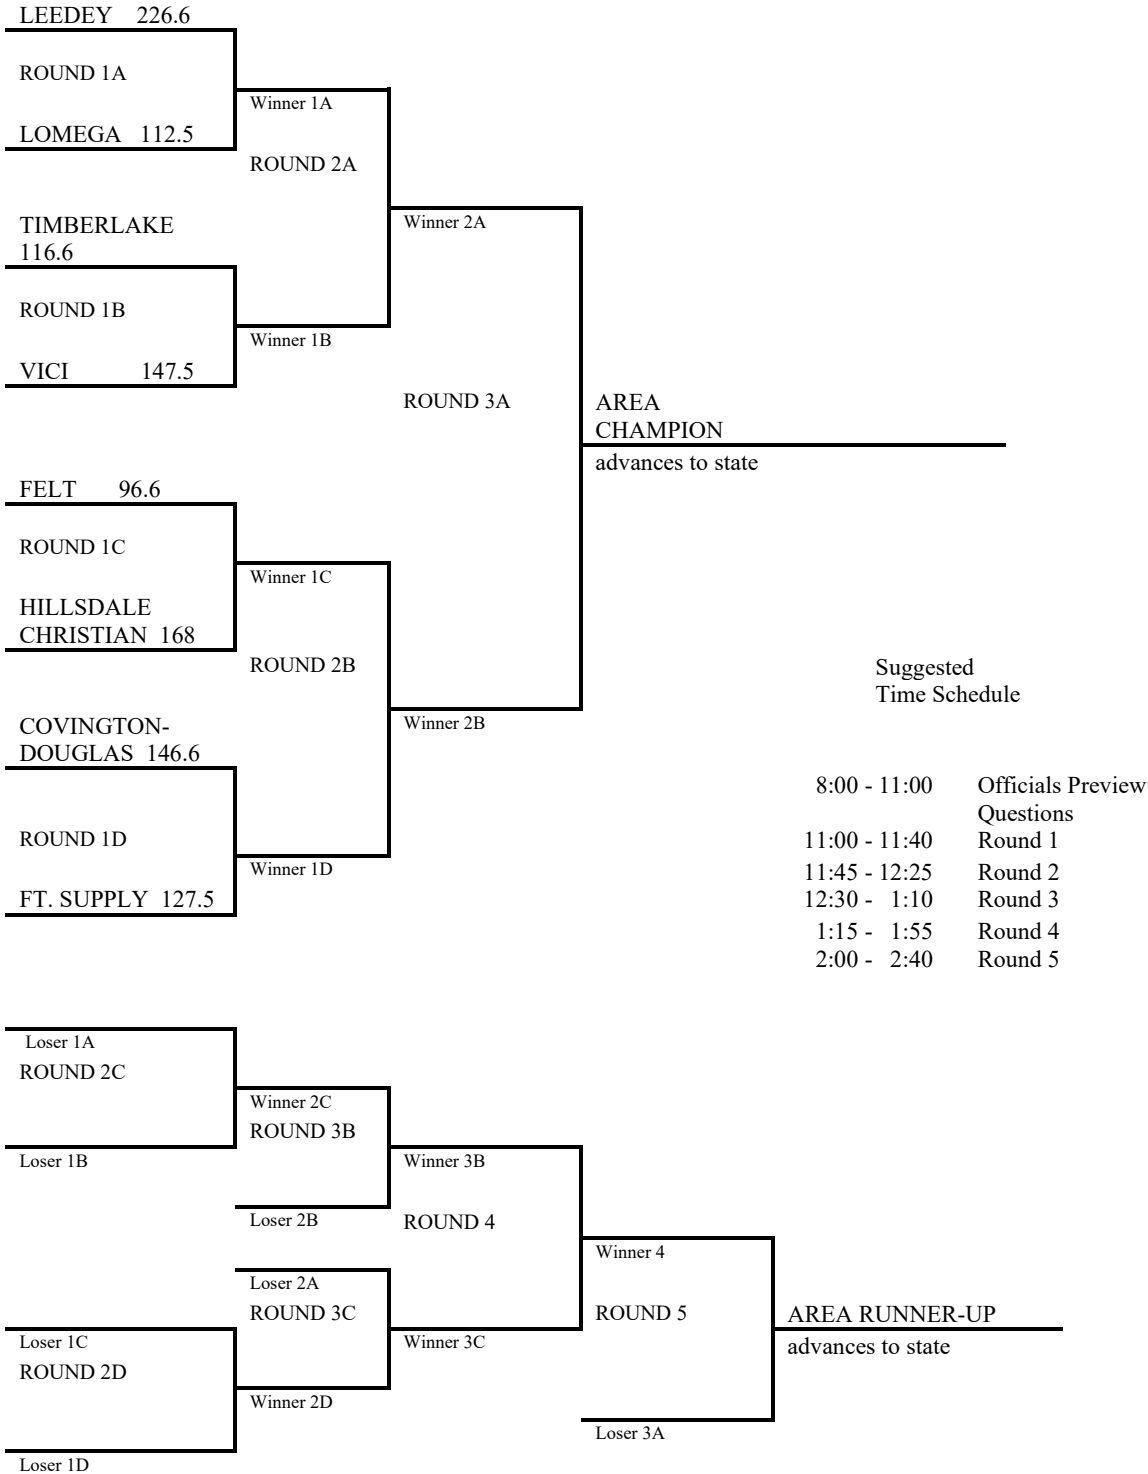 LEEDEY 226.6
ROUND 1A
Winner 1A
LOMEGA 112.5
ROUND 2A
TIMBERLAKE
116.6
Winner 2A
ROUND 1B
Winner 1B
VICI 147.5
ROUND 3A
AREA
CHAMPION
advances to state
FELT 96.6
ROUND 1C
Winner 1C
HILLSDALE
CHRISTIAN 168
ROUND 2B
Suggested
Time Schedule
COVINGTON-
DOUGLAS 146.6
Winner 2B
8:00 - 11:00 Officials Preview
Questions
ROUND 1D
11:00 - 11:40 Round 1
Winner 1D
11:45 - 12:25 Round 2
FT. SUPPLY 127.5
12:30 - 1:10 Round 3
1:15 - 1:55 Round 4
2:00 - 2:40 Round 5
Loser 1A
ROUND 2C
Winner 2C
ROUND 3B
Loser 1B
Winner 3B
Loser 2B
ROUND 4
Winner 4
Loser 2A
ROUND 3C
ROUND 5
AREA RUNNER-UP
advances to state
Loser 1C
Winner 3C
ROUND 2D
Winner 2D
Loser 3A
Loser 1D